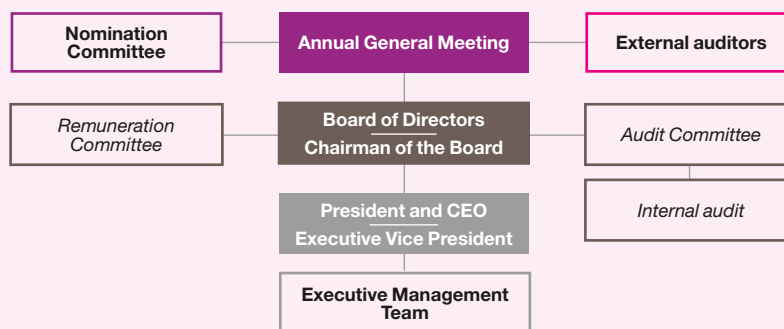 Nomination
Committee
Annual General Meeting
External auditors
Remuneration
Committee
Board of Directors
Chairman of the Board
Audit Committee
President and CEO
Executive Vice President
Internal audit
Executive Management
Team